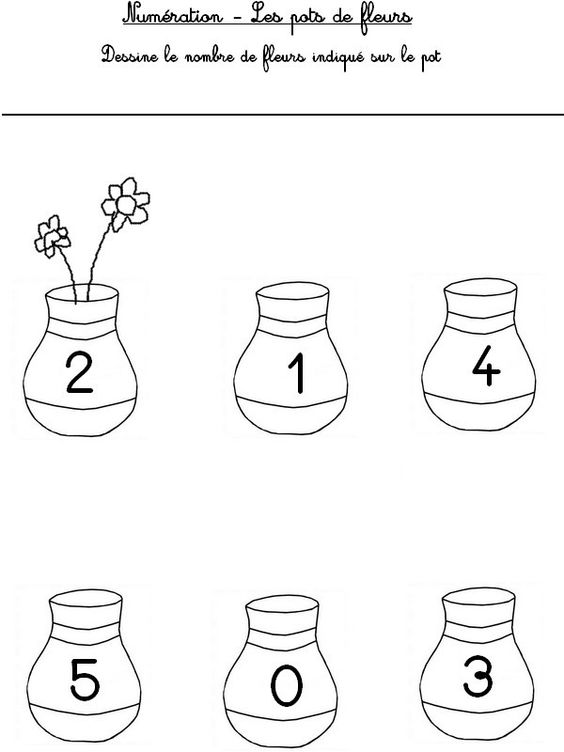 Numération - Les pots de fleurs
Dessine le nombre de fleurs indiqué sur le pot
2 1 4
5 0 3